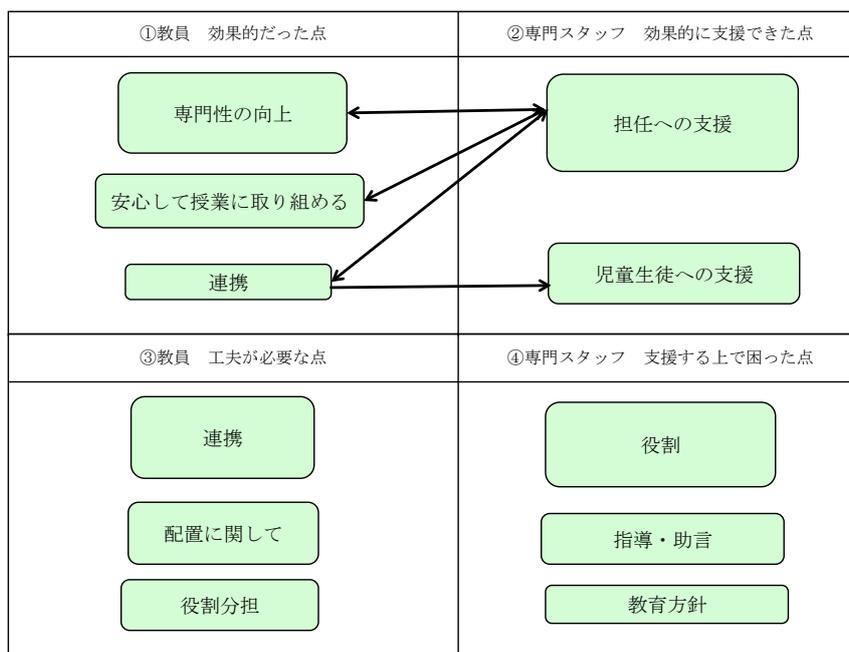 ①教員　効果的だった点
②専門スタッフ　効果的に支援できた点
専門性の向上
担任への支援
安心して授業に取り組める
連携
児童生徒への支援
③教員　工夫が必要な点
④専門スタッフ　支援する上で困った点
連携
役割
配置に関して
指導・助言
役割分担
教育方針